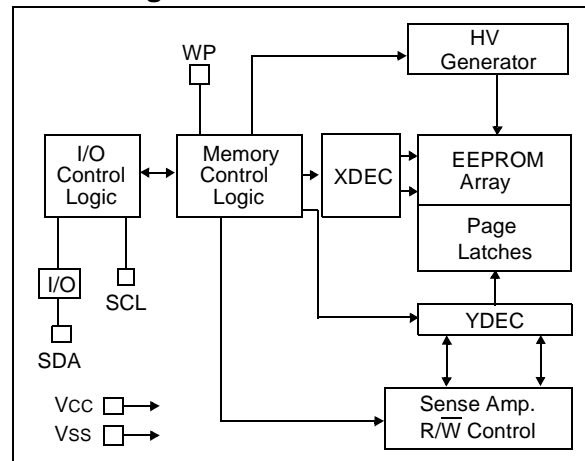 HV
Generator
WP
I/O
Control
Logic
Memory
Control
Logic
XDEC
EEPROM
Array
Page
Latches
I/O
SCL
SDA
YDEC
VCC
VSS
Sense Amp.
R/W̅ Control